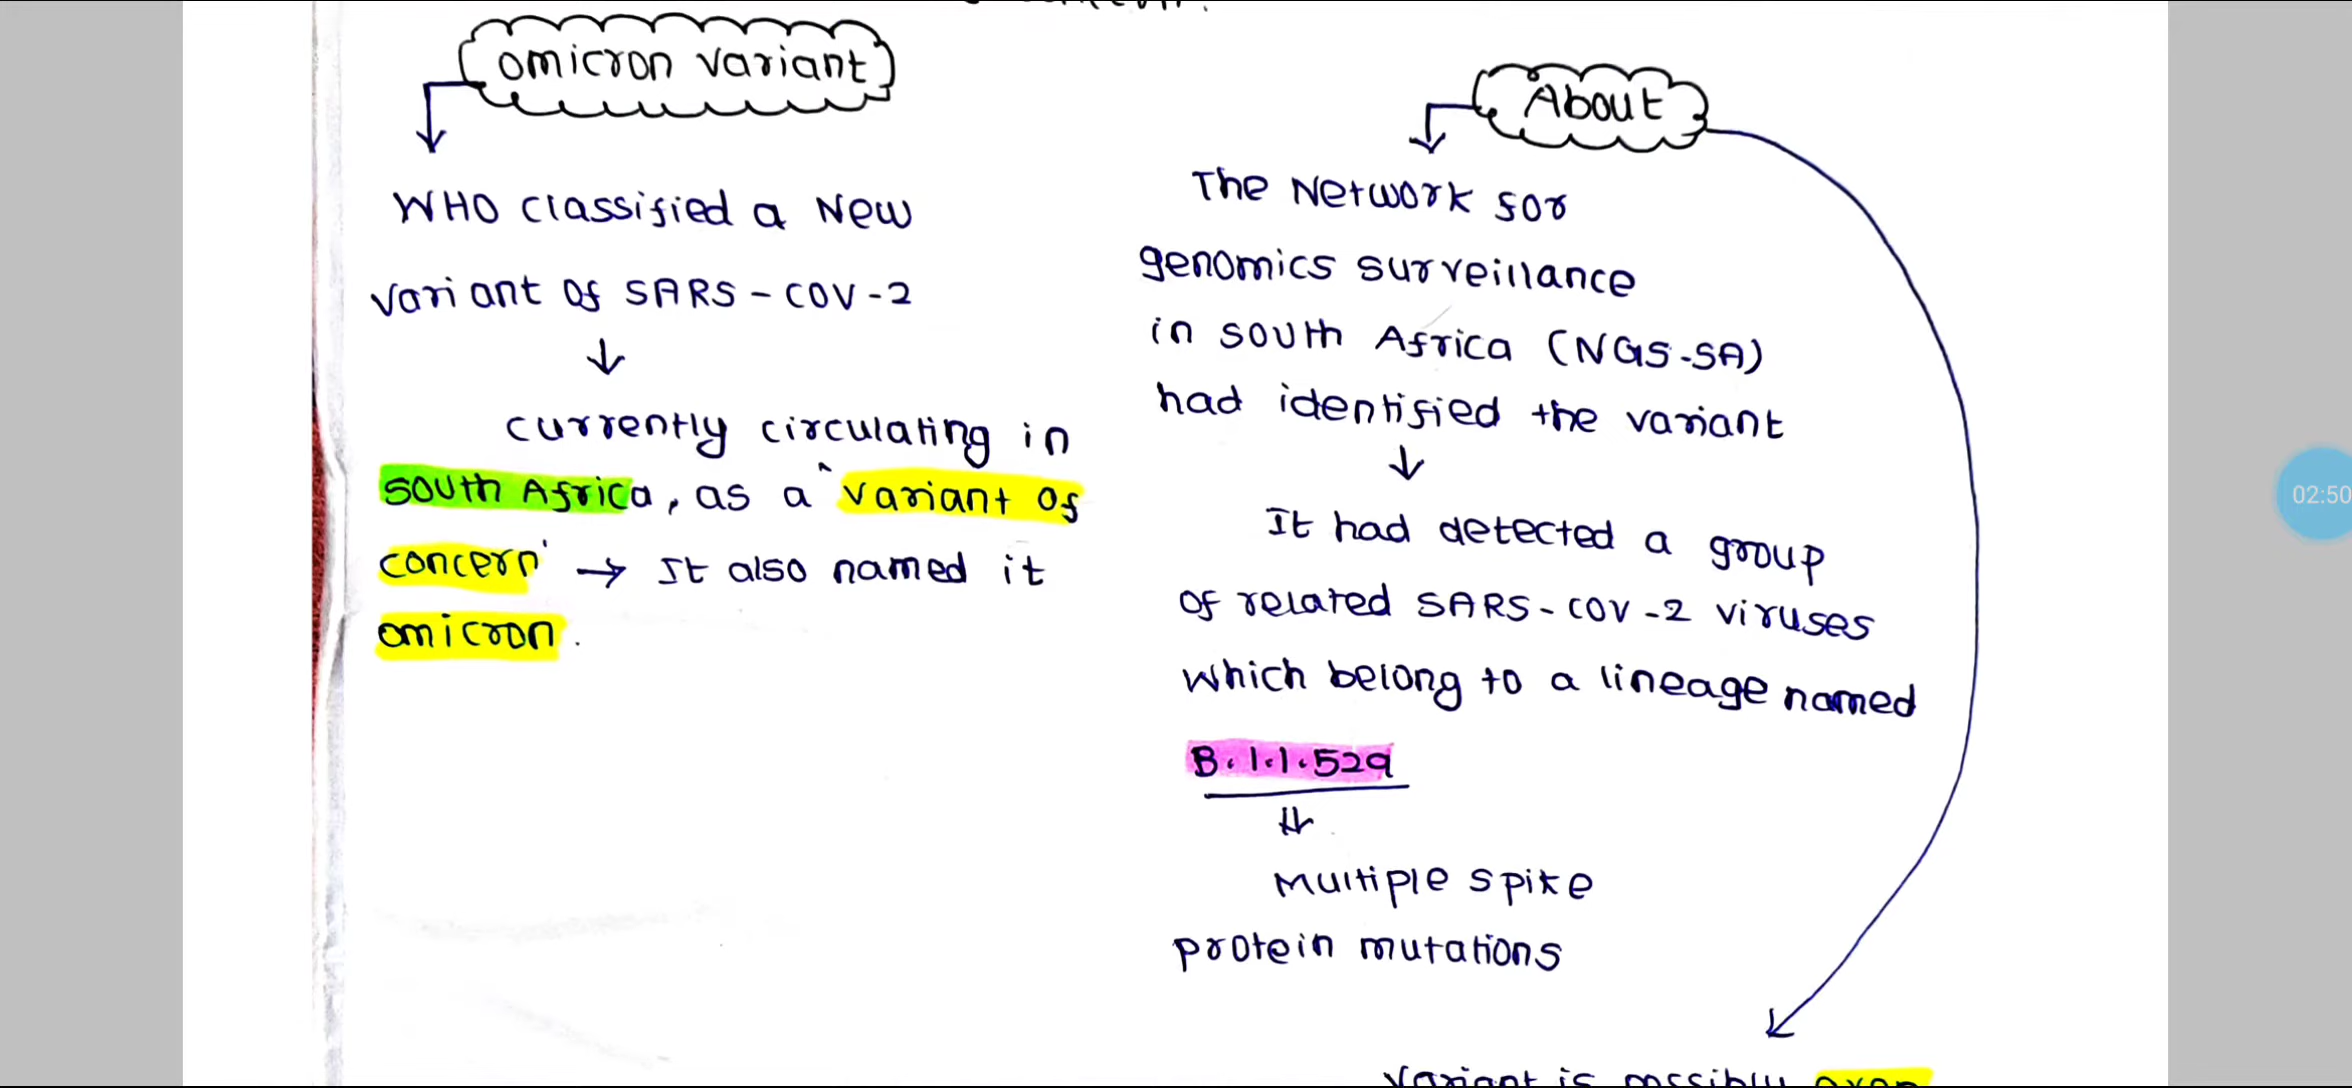 omicron variant
WHO classified a New
variant of SARS-COV-2
currently circulating in
south Africa, as a 'variant of
concern' → It also named it
omicron.
About
The Network for
genomics surveillance
in south Africa (NGS-SA)
had identified the variant
It had detected a group
of related SARS-COV-2 viruses
which belong to a lineage named
B.1.1.529
Multiple spike
protein mutations
variant is possibly even
02:50